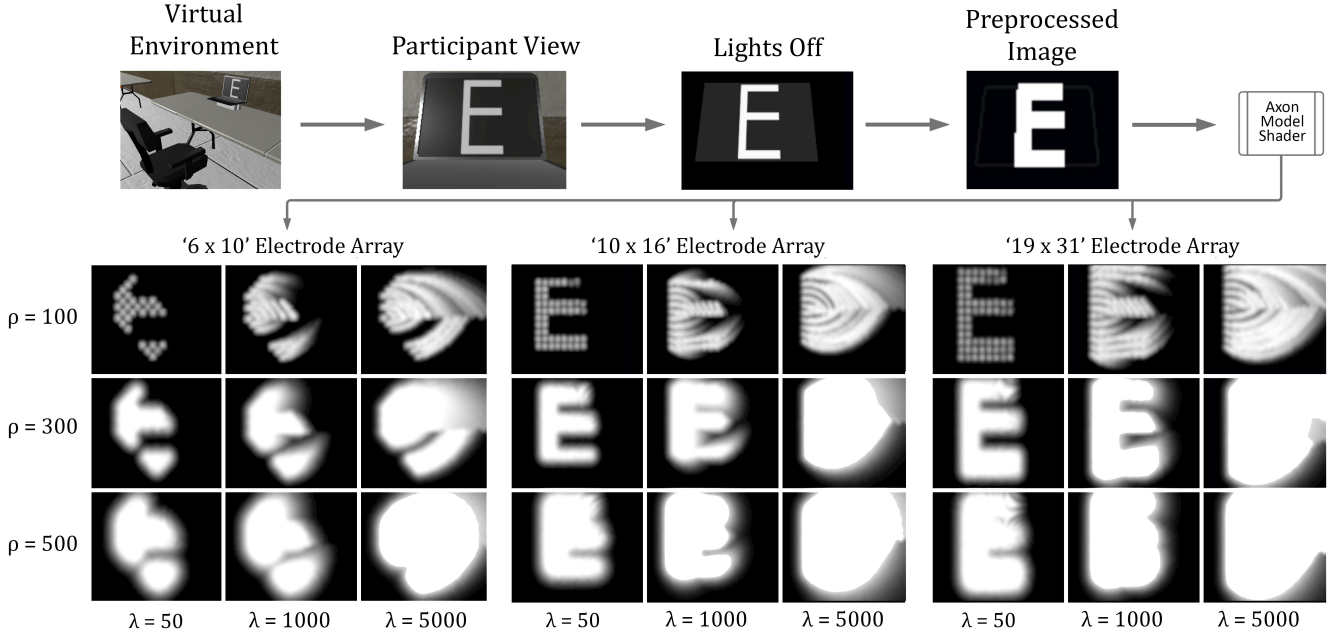 Virtual
Environment
Participant View
Lights Off
Preprocessed
Image
E
E
E
E
Axon
Model
Shader
‘6 x 10’ Electrode Array
‘10 x 16’ Electrode Array
‘19 x 31’ Electrode Array
ρ = 100
ρ = 300
ρ = 500
λ = 50
λ = 1000
λ = 5000
λ = 50
λ = 1000
λ = 5000
λ = 50
λ = 1000
λ = 5000